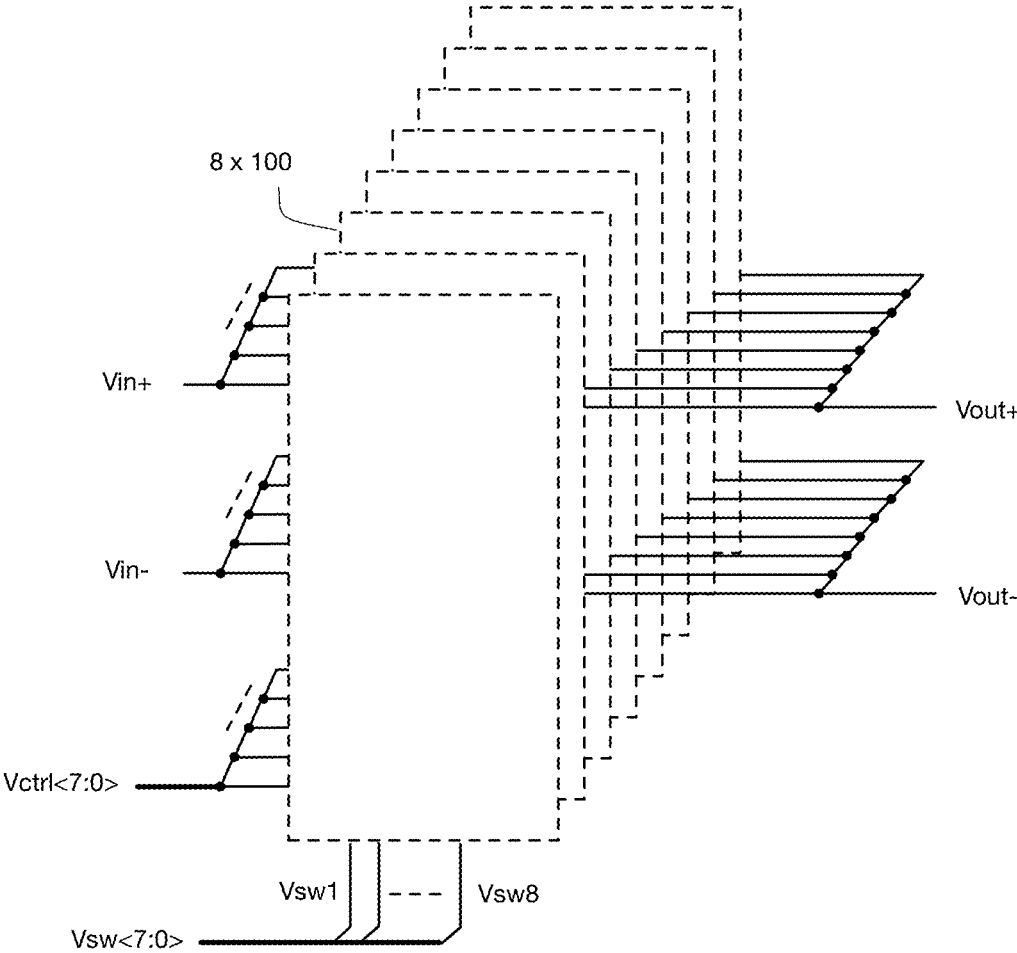 8 x 100
Vin+
Vout+
Vin-
Vout-
Vctrl<7:0>
Vsw1
Vsw8
Vsw<7:0>